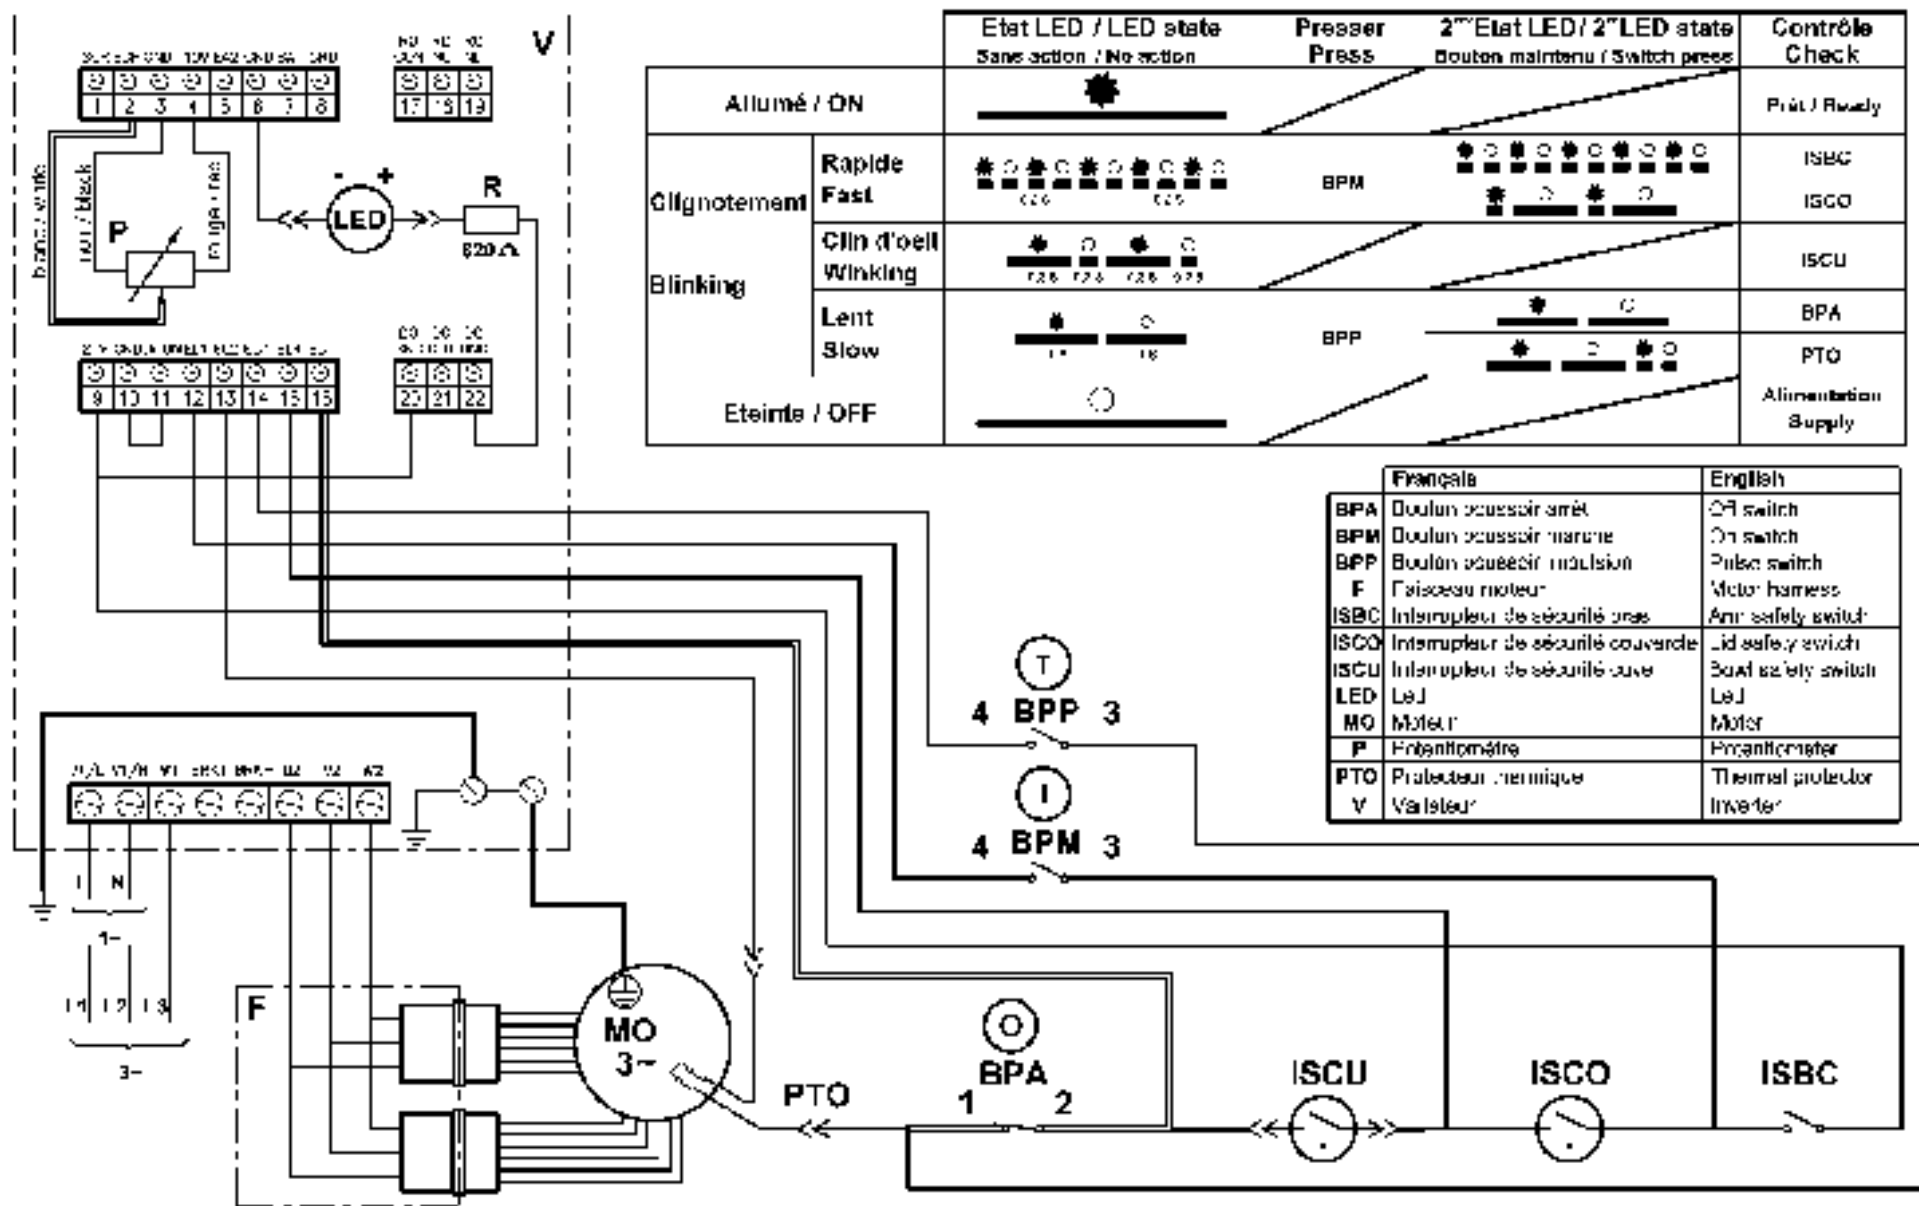 V
1 2 3 4 5 6 7 8
17 18 19
P
- +
LED
R
820
9 10 11 12 13 14 15 16
20 21 22
Etat LED / LED state
Sans action / No action
Presser
Press
2 Etat LED / 2 LED state
Bouton maintenu / Switch press
Contrôle
Check
Allumé / ON
Prêt / Ready
Clignotement
Blinking
Rapide
Fast
BPM
ISBC
ISCO
Clin d'oeil
Winking
ISCU
Lent
Slow
BPP
BPA
PTO
Eteinte / OFF
Alimentation
Supply
Français English
BPA Bouton poussoir arrêt Off switch
BPM Bouton poussoir marche On switch
BPP Bouton poussoir impulsion Pulse switch
F Faisceau moteur Motor harness
ISBC Interrupteur de sécurité bras Arm safety switch
ISCO Interrupteur de sécurité couvercle Lid safety switch
ISCU Interrupteur de sécurité cuve Bowl safety switch
LED Led Led
MO Moteur Motor
P Potentiomètre Potentiometer
PTO Protecteur thermique Thermal protector
V Variateur Inverter
T
4 BPP 3
I
4 BPM 3
N
1~
L1 L2 L3
3~
F
MO
3~
PTO
O
BPA
1 2
ISCU
ISCO
ISBC